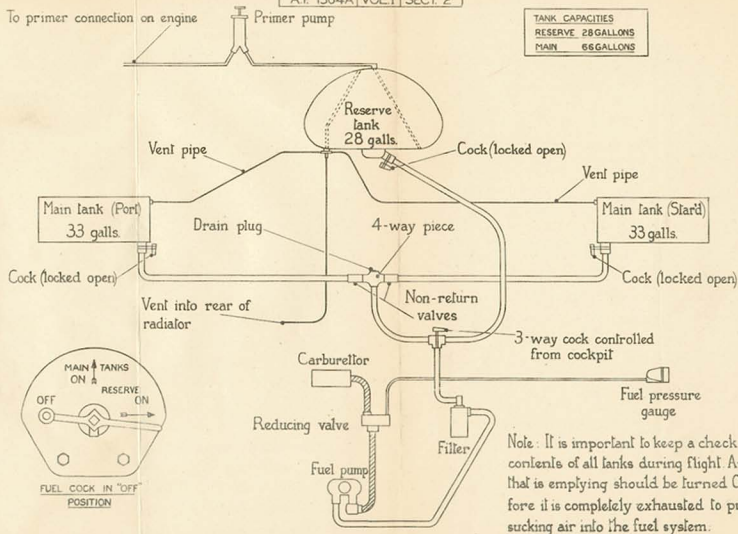 A.P. 1564A VOL.I SECT. 2
To primer connection on engine
Primer pump
TANK CAPACITIES
RESERVE 28 GALLONS
MAIN 66 GALLONS
Reserve
tank
28 galls.
Vent pipe
Cock (locked open)
Vent pipe
Main tank (Port)
33 galls.
Drain plug
4-way piece
Main tank (Star'd)
33 galls.
Cock (locked open)
Cock (locked open)
Vent into rear of
radiator
Non-return
valves
3-way cock controlled
from cockpit
MAIN TANKS
ON
RESERVE
ON
OFF
FUEL COCK IN "OFF"
POSITION
Carburettor
Reducing valve
Fuel pump
Filter
Fuel pressure
gauge
Note: It is important to keep a check
contents of all tanks during flight. A
that is emptying should be turned O
fore it is completely exhausted to pr
sucking air into the fuel system.